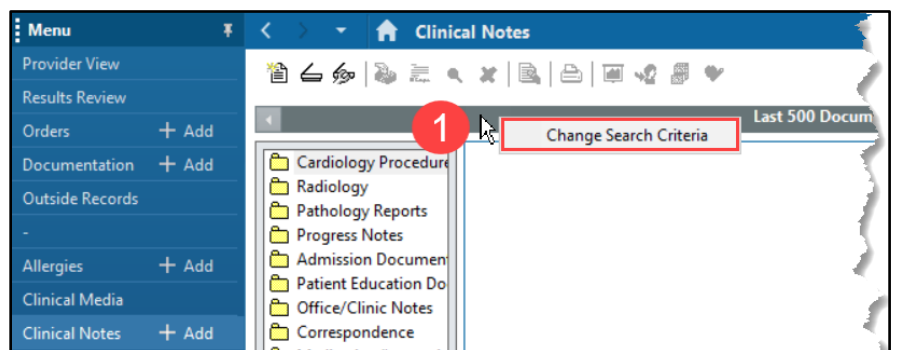 Menu
Provider View
Results Review
Orders + Add
Documentation + Add
Outside Records
-
Allergies + Add
Clinical Media
Clinical Notes + Add
Clinical Notes
Last 500 Docum
1
Change Search Criteria
Cardiology Procedure
Radiology
Pathology Reports
Progress Notes
Admission Documen
Patient Education Do
Office/Clinic Notes
Correspondence